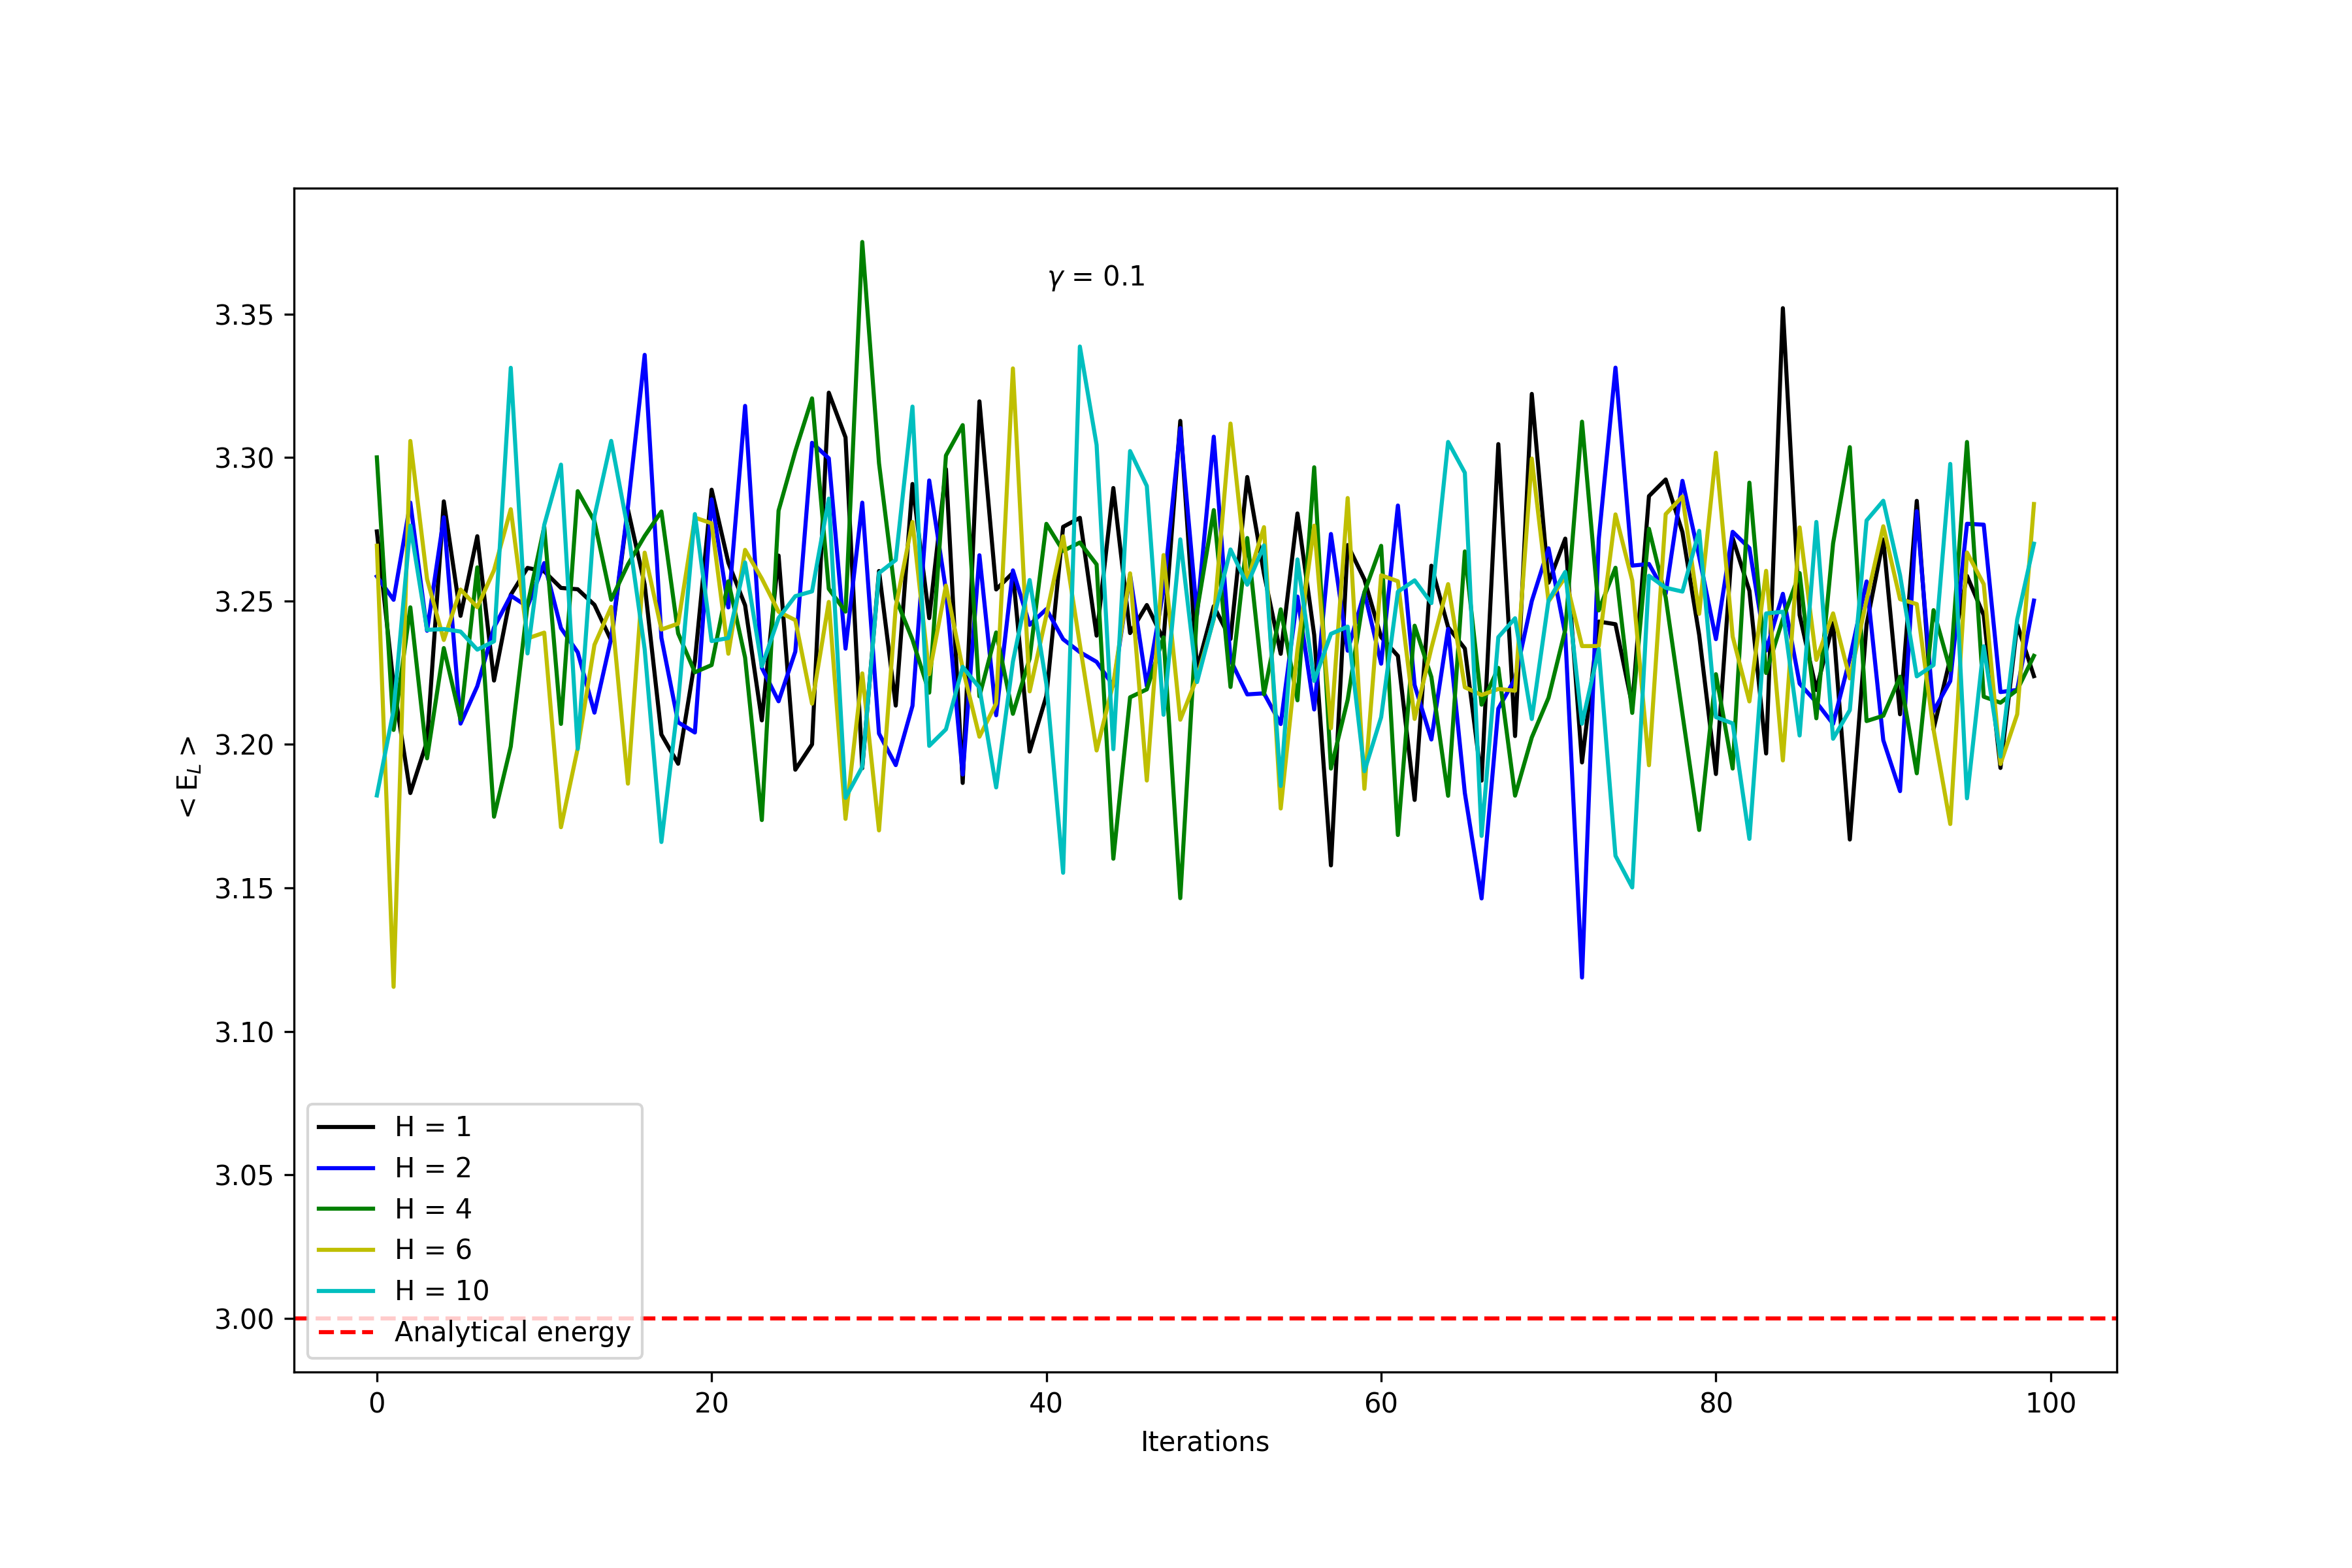 γ = 0.1
3.35
3.30
3.25
3.20
3.15
3.10
3.05
3.00
< E_L >
H = 1
H = 2
H = 4
H = 6
H = 10
Analytical energy
0 20 40 60 80 100
Iterations